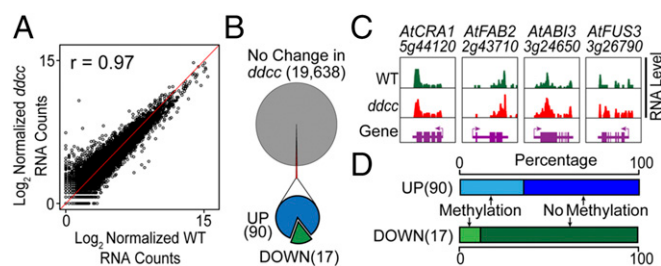 A
r = 0.97
15
0
0
15
Log2 Normalized ddcc
RNA Counts
Log2 Normalized WT
RNA Counts
B
No Change in
ddcc (19,638)
UP
(90)
DOWN(17)
C
AtCRA1 AtFAB2 AtABI3 AtFUS3
5g44120 2g43710 3g24650 3g26790
WT
ddcc
Gene
RNA Level
D
Percentage
0 100
UP(90)
Methylation No Methylation
DOWN(17)
0 100